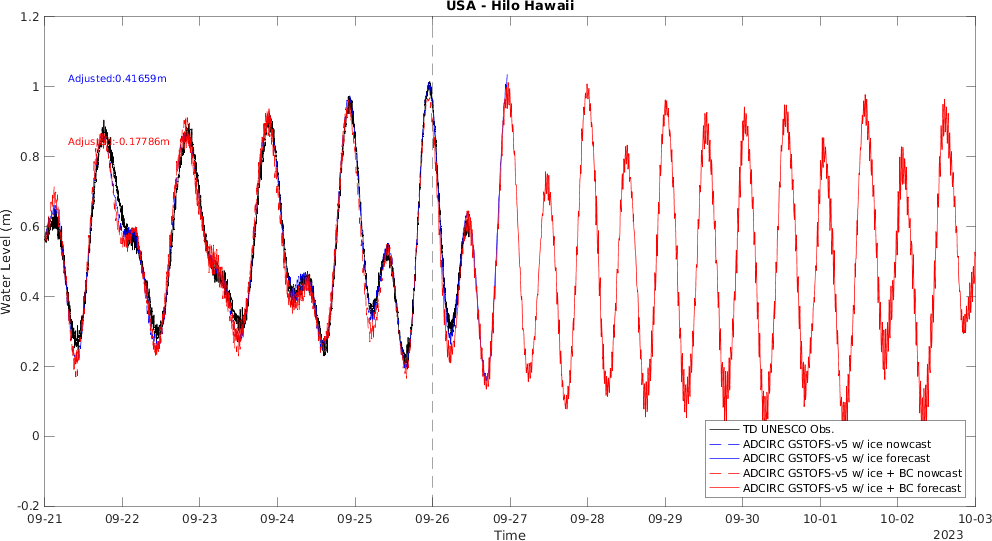 USA - Hilo Hawaii
1.2
1
0.8
0.6
0.4
0.2
0
-0.2
Water Level (m)
Adjusted:0.41659m
Adjusted:-0.17786m
TD UNESCO Obs.
ADCIRC GSTOFS-v5 w/ ice nowcast
ADCIRC GSTOFS-v5 w/ ice forecast
ADCIRC GSTOFS-v5 w/ ice + BC nowcast
ADCIRC GSTOFS-v5 w/ ice + BC forecast
09-21 09-22 09-23 09-24 09-25 09-26 09-27 09-28 09-29 09-30 10-01 10-02 10-03
Time
2023